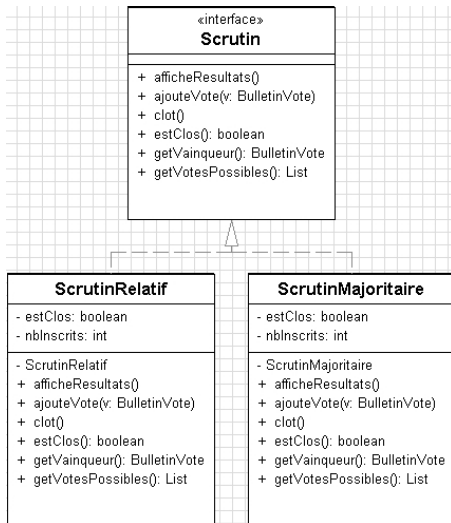 «interface»
Scrutin
+ afficheResultats()
+ ajouteVote(v: BulletinVote)
+ clot()
+ estClos(): boolean
+ getVainqueur(): BulletinVote
+ getVotesPossibles(): List
ScrutinRelatif
- estClos: boolean
- nbInscrits: int
- ScrutinRelatif
+ afficheResultats()
+ ajouteVote(v: BulletinVote)
+ clot()
+ estClos(): boolean
+ getVainqueur(): BulletinVote
+ getVotesPossibles(): List
ScrutinMajoritaire
- estClos: boolean
- nbInscrits: int
- ScrutinMajoritaire
+ afficheResultats()
+ ajouteVote(v: BulletinVote)
+ clot()
+ estClos(): boolean
+ getVainqueur(): BulletinVote
+ getVotesPossibles(): List